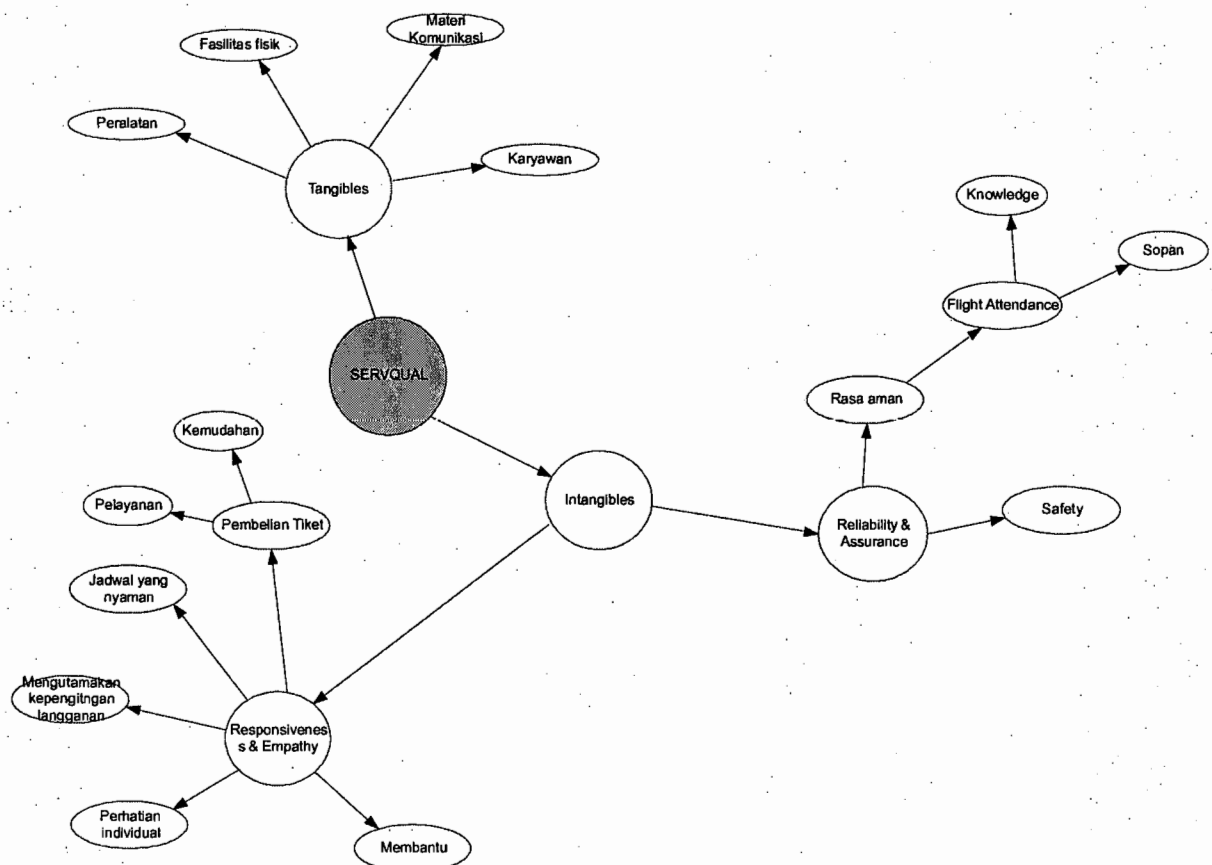 Materi
Komunikasi
Fasilitas fisik
Peralatan
Karyawan
Tangibles
Knowledge
Sopan
Flight Attendance
SERVQUAL
Rasa aman
Kemudahan
Intangibles
Pelayanan
Pembelian Tiket
Safety
Reliability &
Assurance
Jadwal yang
nyaman
Mengutamakan
kepengitngan
langganan
Responsivenes
s & Empathy
Perhatian
individual
Membantu